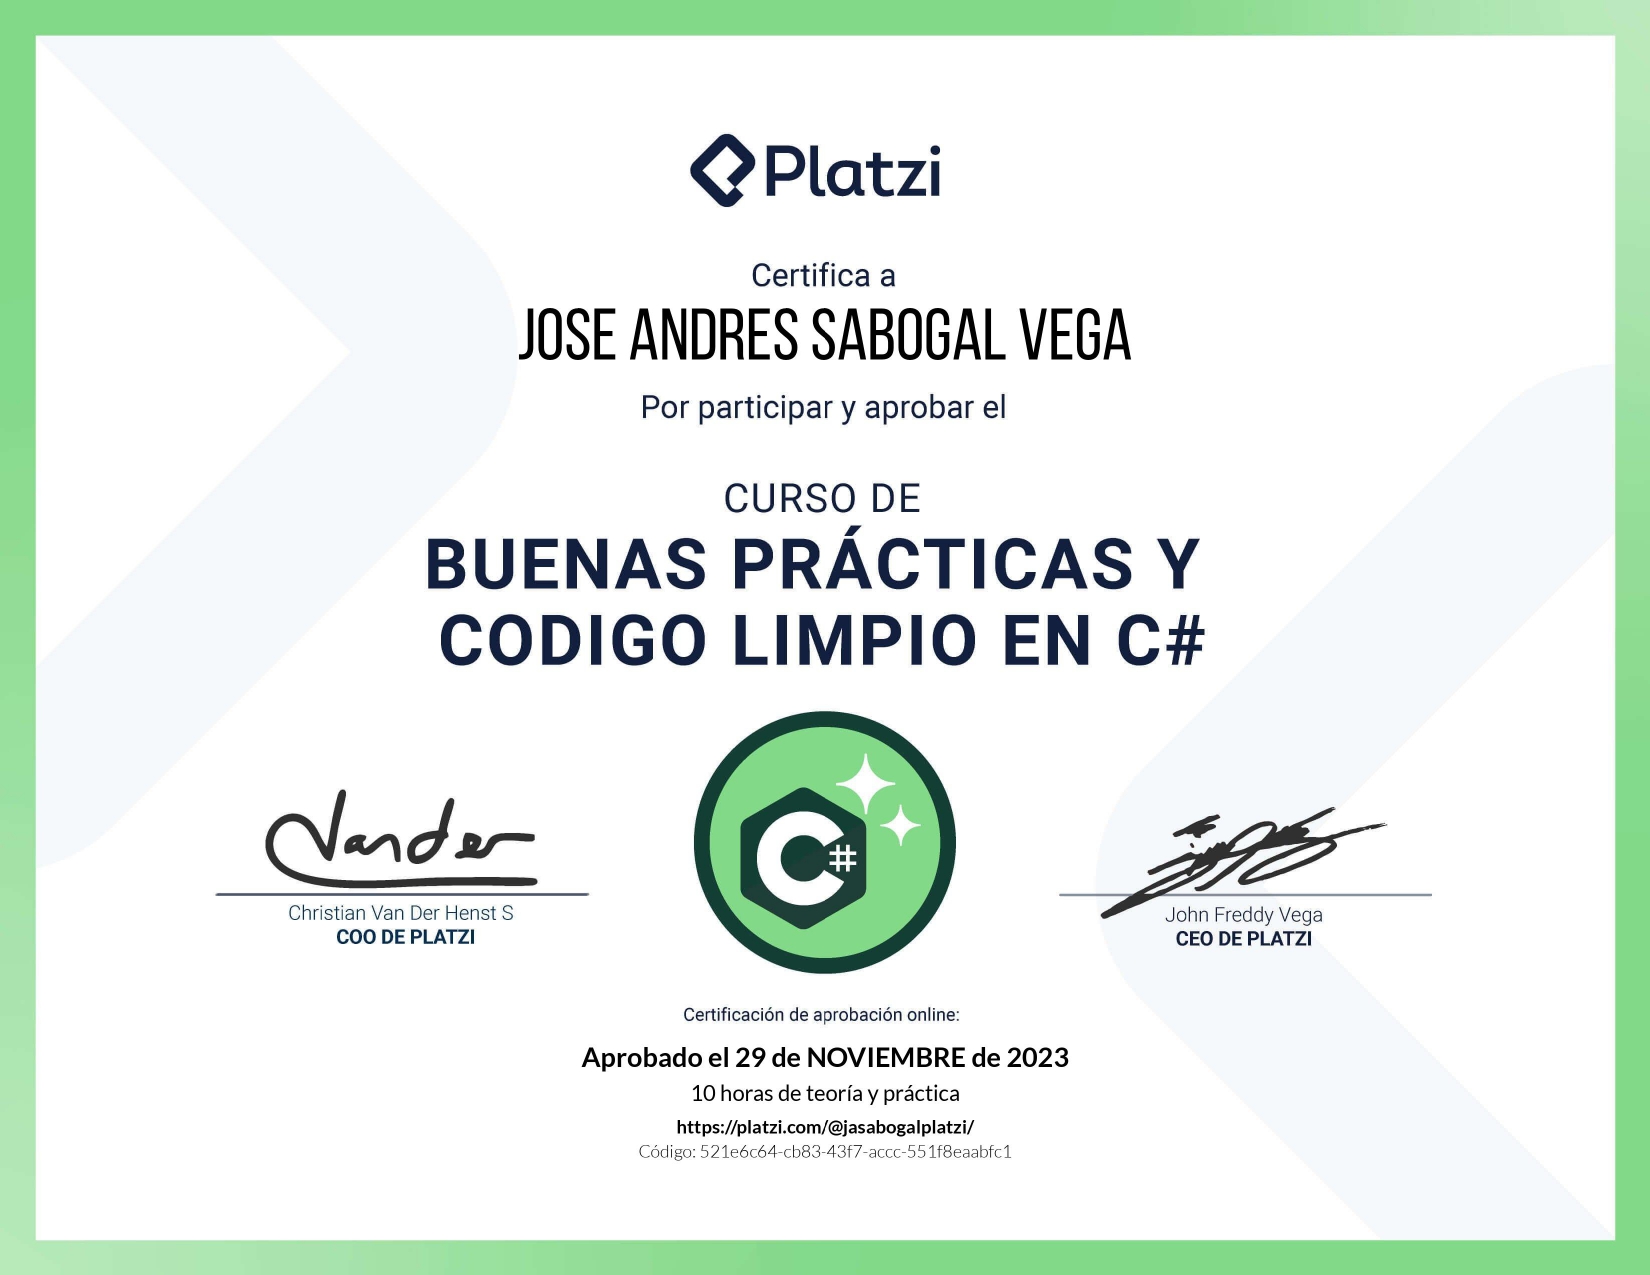 Platzi
Certifica a
JOSE ANDRES SABOGAL VEGA
Por participar y aprobar el
CURSO DE
BUENAS PRÁCTICAS Y
CODIGO LIMPIO EN C#
C#
Vander
Christian Van Der Henst S
COO DE PLATZI
John Freddy Vega
CEO DE PLATZI
Certificación de aprobación online:
Aprobado el 29 de NOVIEMBRE de 2023
10 horas de teoría y práctica
https://platzi.com/@jasabogalplatzi/
Código: 521e6c64-cb83-43f7-accc-551f8eaabfc1